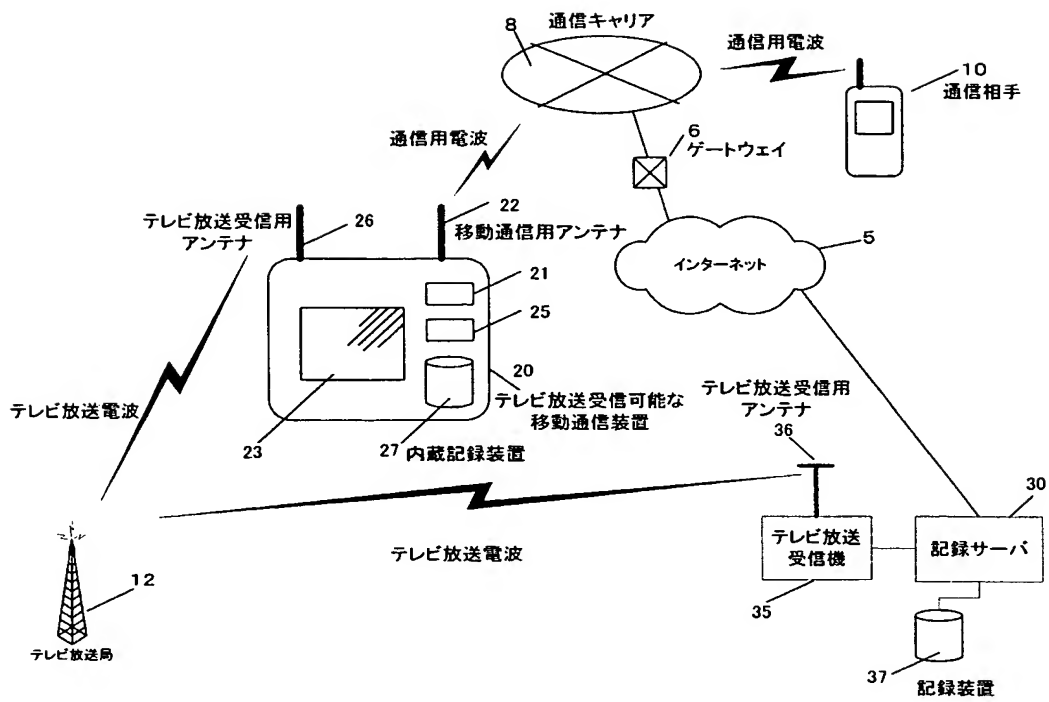 通信キャリア
8
通信用電波
10
通信相手
通信用電波
6
ゲートウェイ
テレビ放送受信用
アンテナ
26
22
移動通信用アンテナ
5
インターネット
21
25
20
テレビ放送受信可能な
移動通信装置
テレビ放送電波
23
27 内蔵記録装置
テレビ放送受信用
アンテナ
36
30
テレビ放送
受信機
記録サーバ
テレビ放送電波
12
35
テレビ放送局
37
記録装置